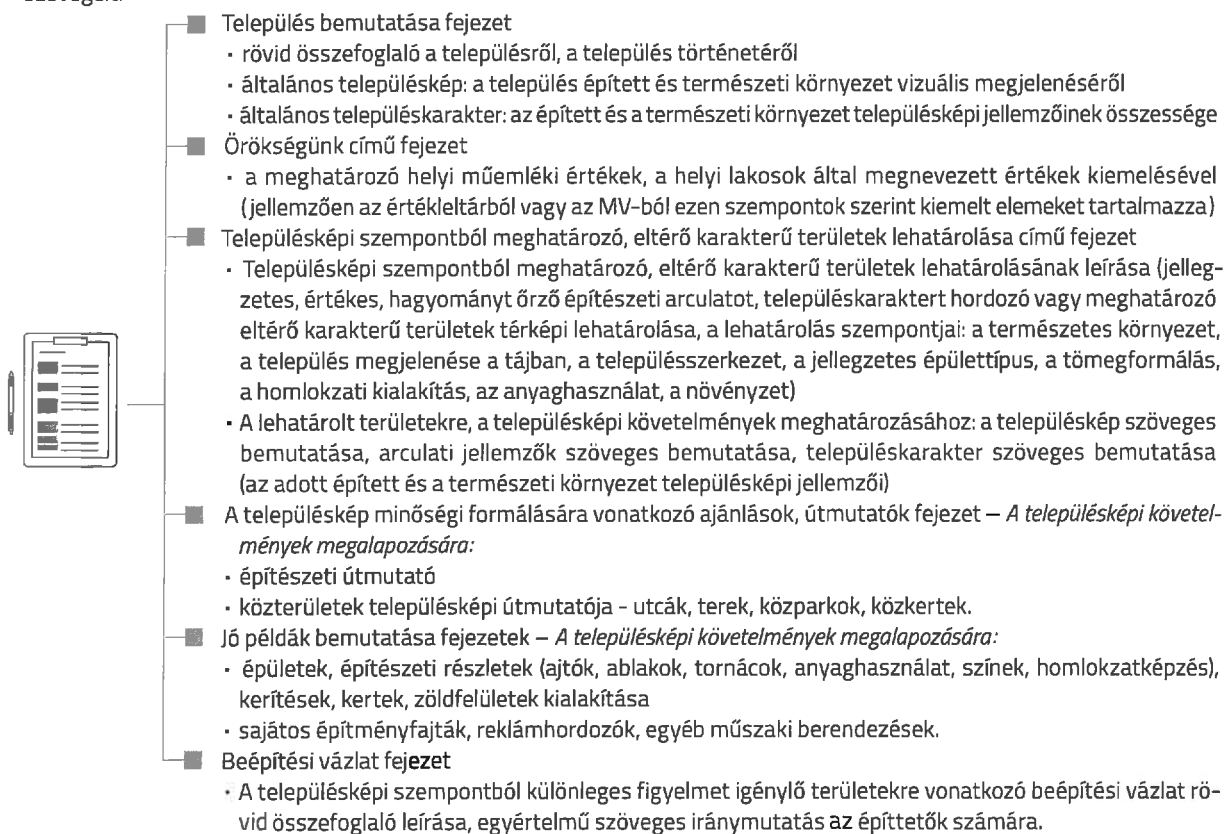 Település bemutatása fejezet
· rövid összefoglaló a településről, a település történetéről
· általános településkép: a település épített és természeti környezet vizuális megjelenéséről
· általános településkarakter: az épített és a természeti környezet településképi jellemzőinek összessége
Örökségünk című fejezet
· a meghatározó helyi műemléki értékek, a helyi lakosok által megnevezett értékek kiemelésével
(jellemzően az értékleltárból vagy az MV-ból ezen szempontok szerint kiemelt elemeket tartalmazza)
Településképi szempontból meghatározó, eltérő karakterű területek lehatárolása című fejezet
· Településképi szempontból meghatározó, eltérő karakterű területek lehatárolásának leírása (jelleg-
zetes, értékes, hagyományt őrző építészeti arculatot, településkaraktert hordozó vagy meghatározó
eltérő karakterű területek térképi lehatárolása, a lehatárolás szempontjai: a természetes környezet,
a település megjelenése a tájban, a településszerkezet, a jellegzetes épülettípus, a tömegformálás,
a homlokzati kialakítás, az anyaghasználat, a növényzet)
· A lehatárolt területekre, a településképi követelmények meghatározásához: a településkép szöveges
bemutatása, arculati jellemzők szöveges bemutatása, településkarakter szöveges bemutatása
(az adott épített és a természeti környezet településképi jellemzői)
A településkép minőségi formálására vonatkozó ajánlások, útmutatók fejezet – A településképi követel-
mények megalapozására:
· építészeti útmutató
· közterületek településképi útmutatója - utcák, terek, közparkok, közkertek.
Jó példák bemutatása fejezetek – A településképi követelmények megalapozására:
· épületek, építészeti részletek (ajtók, ablakok, tornácok, anyaghasználat, színek, homlokzatképzés),
kerítések, kertek, zöldfelületek kialakítása
· sajátos építményfajták, reklámhordozók, egyéb műszaki berendezések.
Beépítési vázlat fejezet
· A településképi szempontból különleges figyelmet igénylő területekre vonatkozó beépítési vázlat rö-
vid összefoglaló leírása, egyértelmű szöveges iránymutatás az építtetők számára.